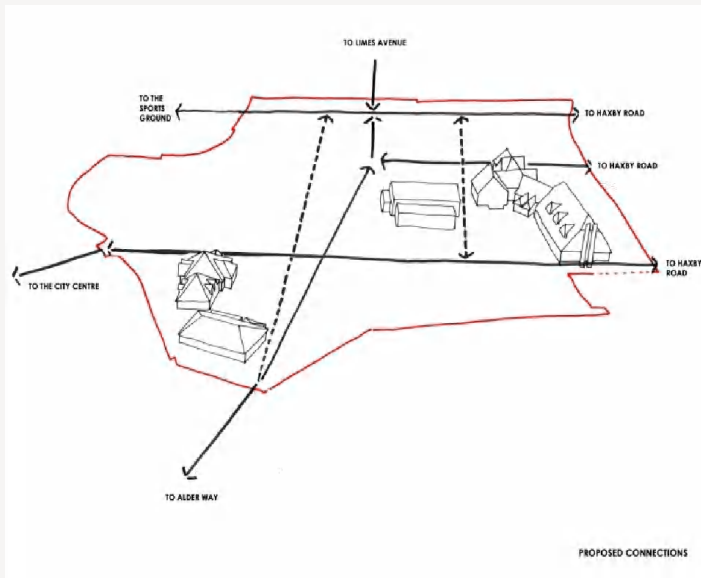 TO LIMES AVENUE
TO THE
SPORTS
GROUND
TO HAXBY ROAD
TO HAXBY ROAD
TO HAXBY
ROAD
TO THE CITY CENTRE
TO ALDER WAY
PROPOSED CONNECTIONS